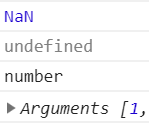 NaN
undefined
number
▶Arguments [1,